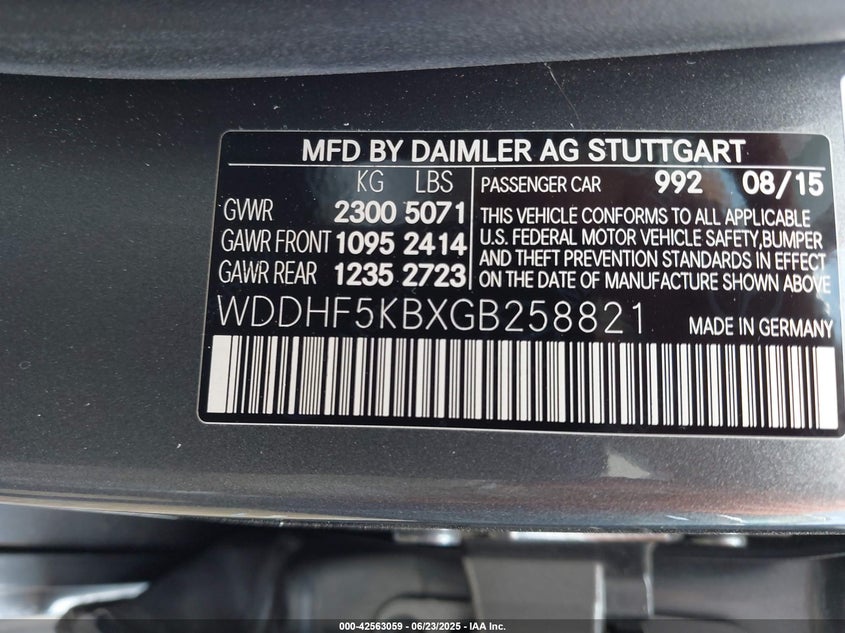 MFD BY DAIMLER AG STUTTGART
KG LBS
GVWR 2300 5071
GAWR FRONT 1095 2414
GAWR REAR 1235 2723
PASSENGER CAR 992 08/15
THIS VEHICLE CONFORMS TO ALL APPLICABLE
U.S. FEDERAL MOTOR VEHICLE SAFETY,BUMPER
AND THEFT PREVENTION STANDARDS IN EFFECT
ON THE DATE OF MANUFACTURE SHOWN ABOVE
WDDHF5KBXGB258821 MADE IN GERMANY
000-42563059 / 06/23/2025 - IAA Inc.